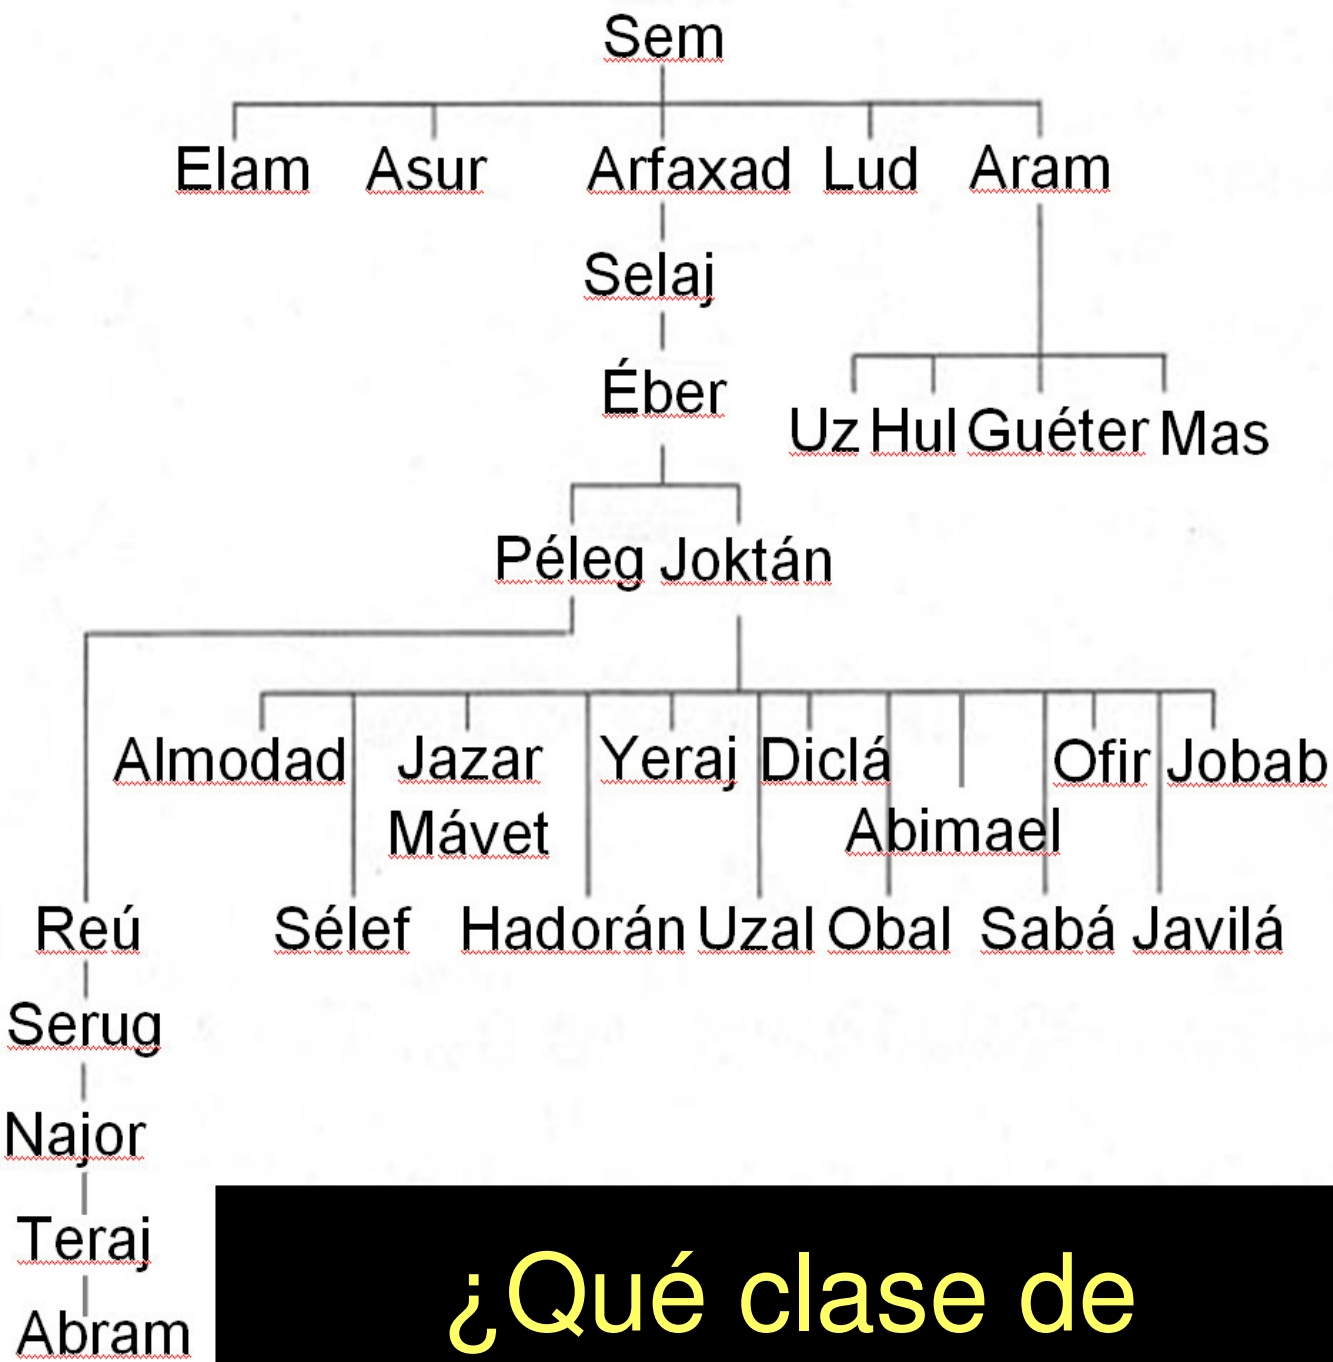 Sem
Elam Asur Arfaxad Lud Aram
Selaj
Éber
Uz Hul Guéter Mas
Péleg Joktán
Almodad Jazar Yeraj Diclá Ofir Jobab
Mávet Abimael
Reú Sélef Hadorán Uzal Obal Sabá Javilá
Serug
Najor
Teraj
Abram
¿Qué clase de